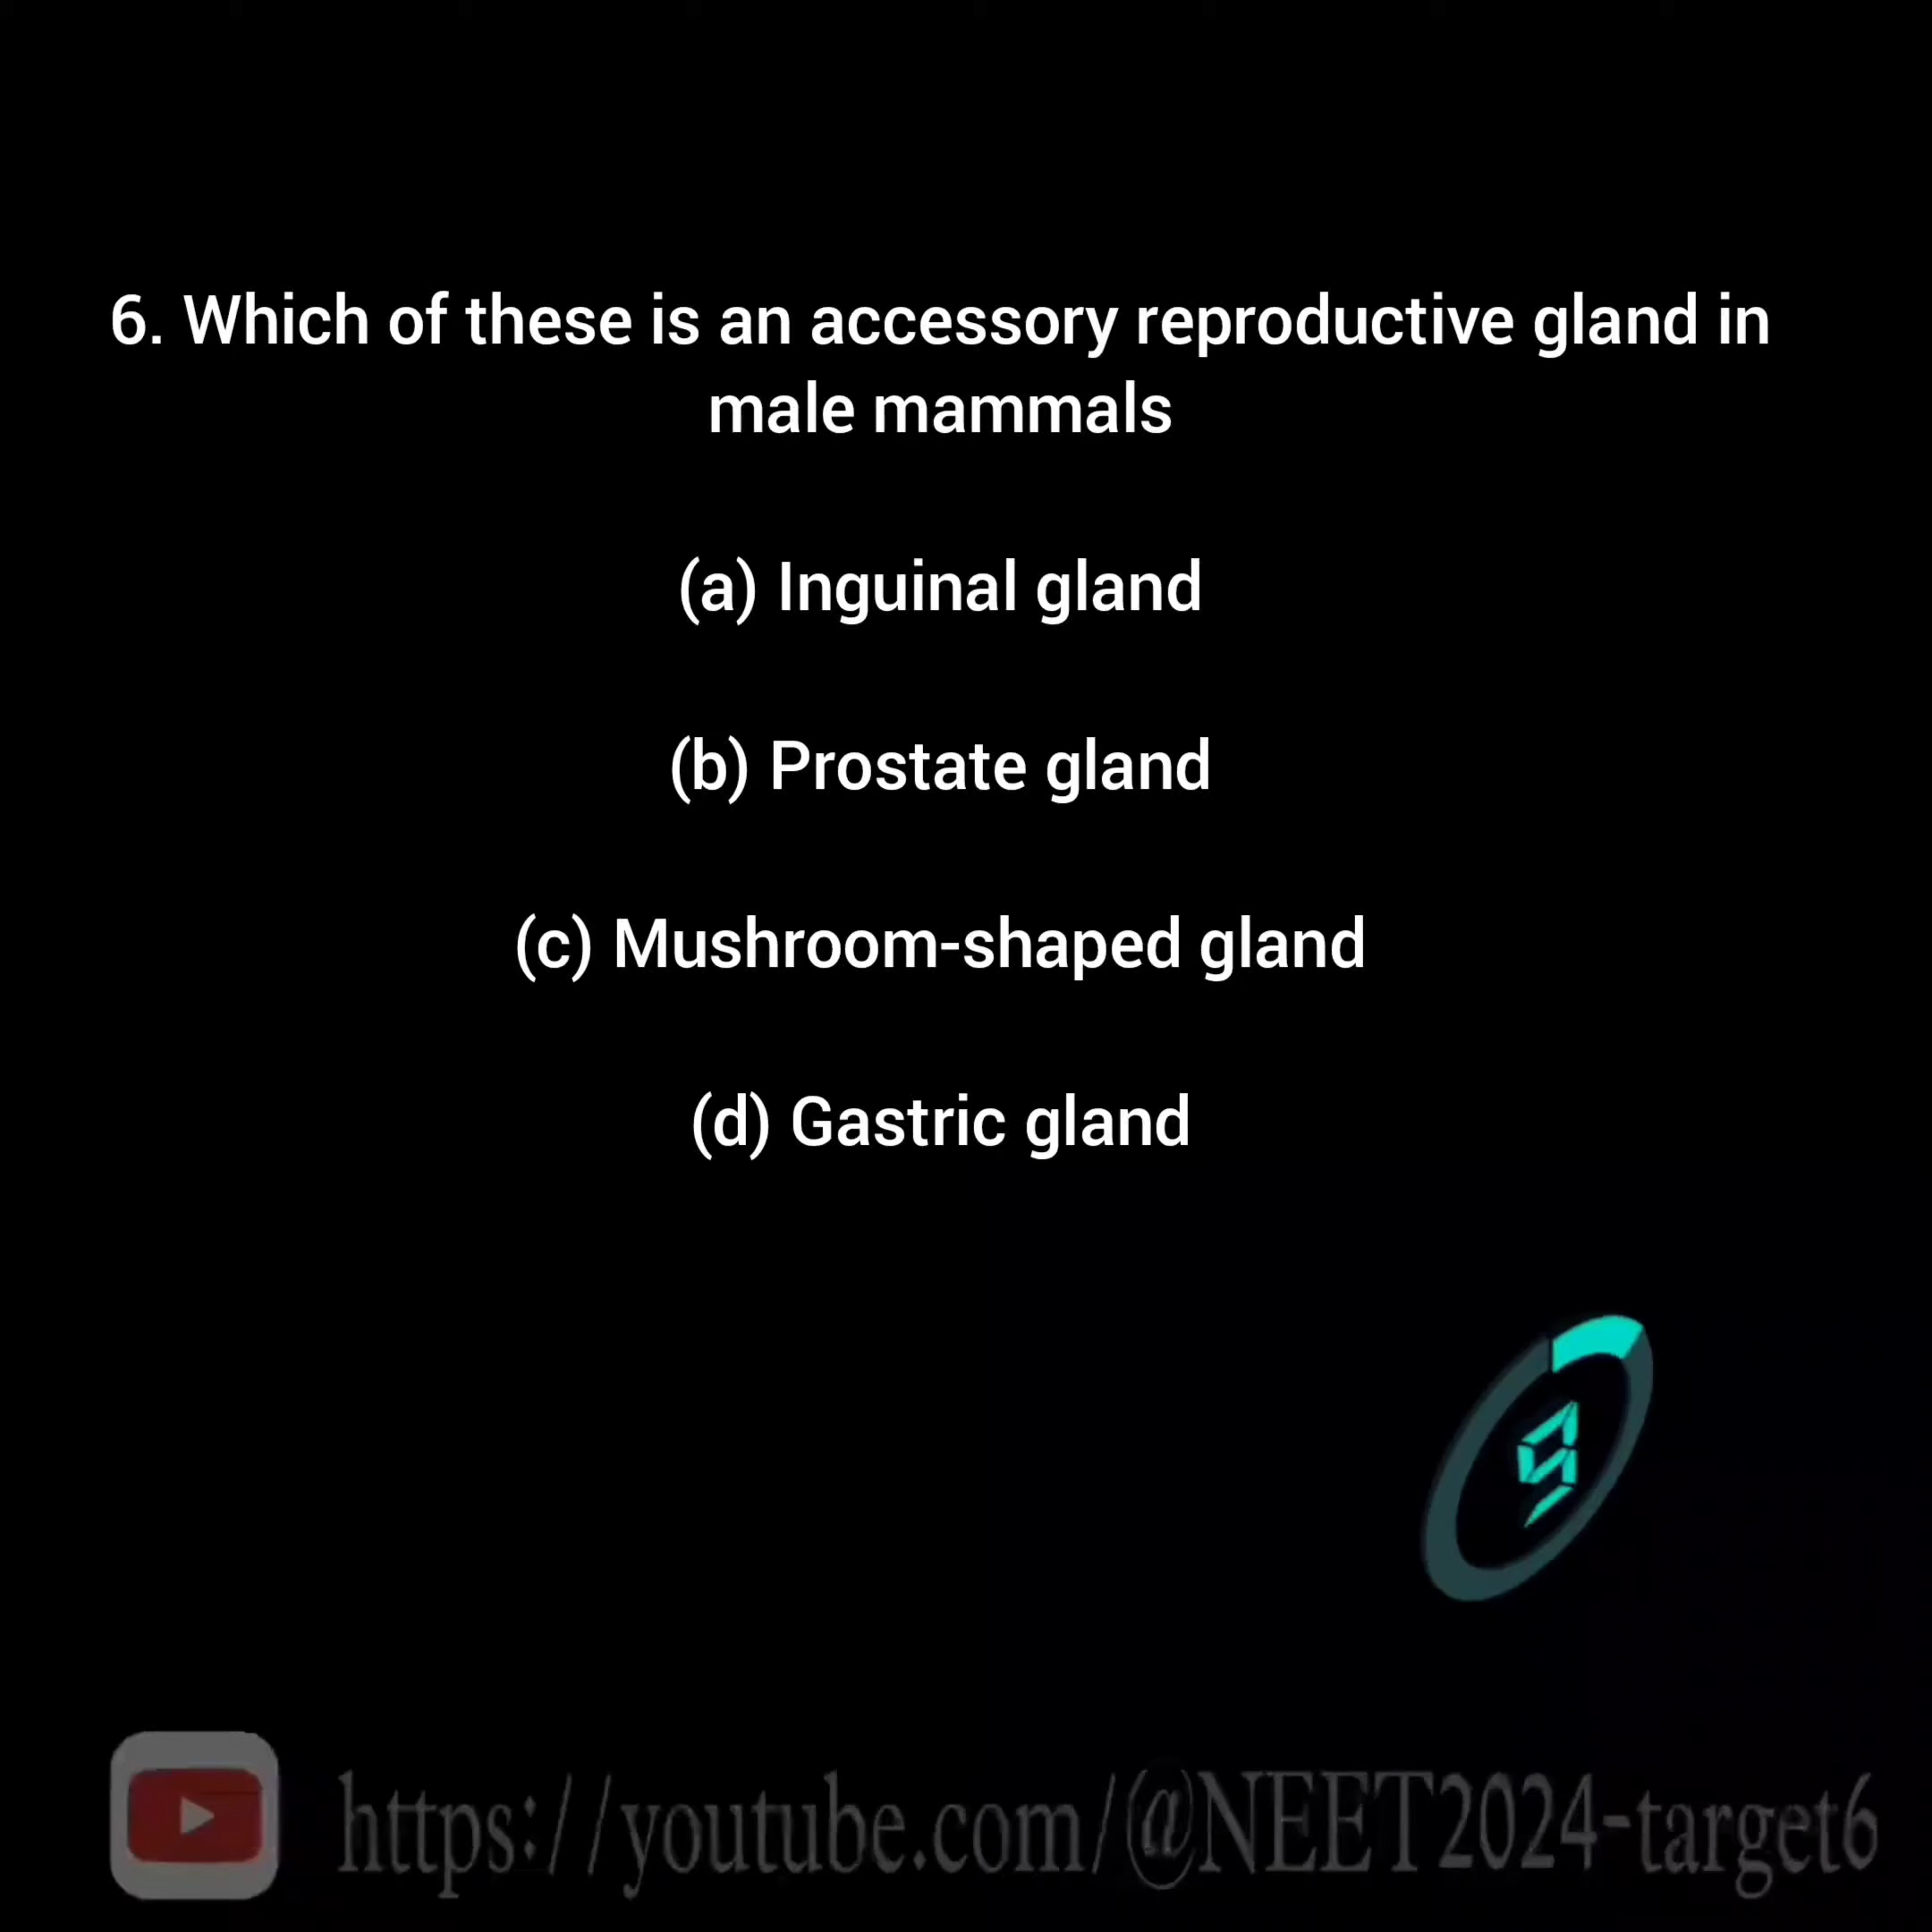 6. Which of these is an accessory reproductive gland in
male mammals
(a) Inguinal gland
(b) Prostate gland
(c) Mushroom-shaped gland
(d) Gastric gland
9
https://youtube.com/@NEET2024-target6